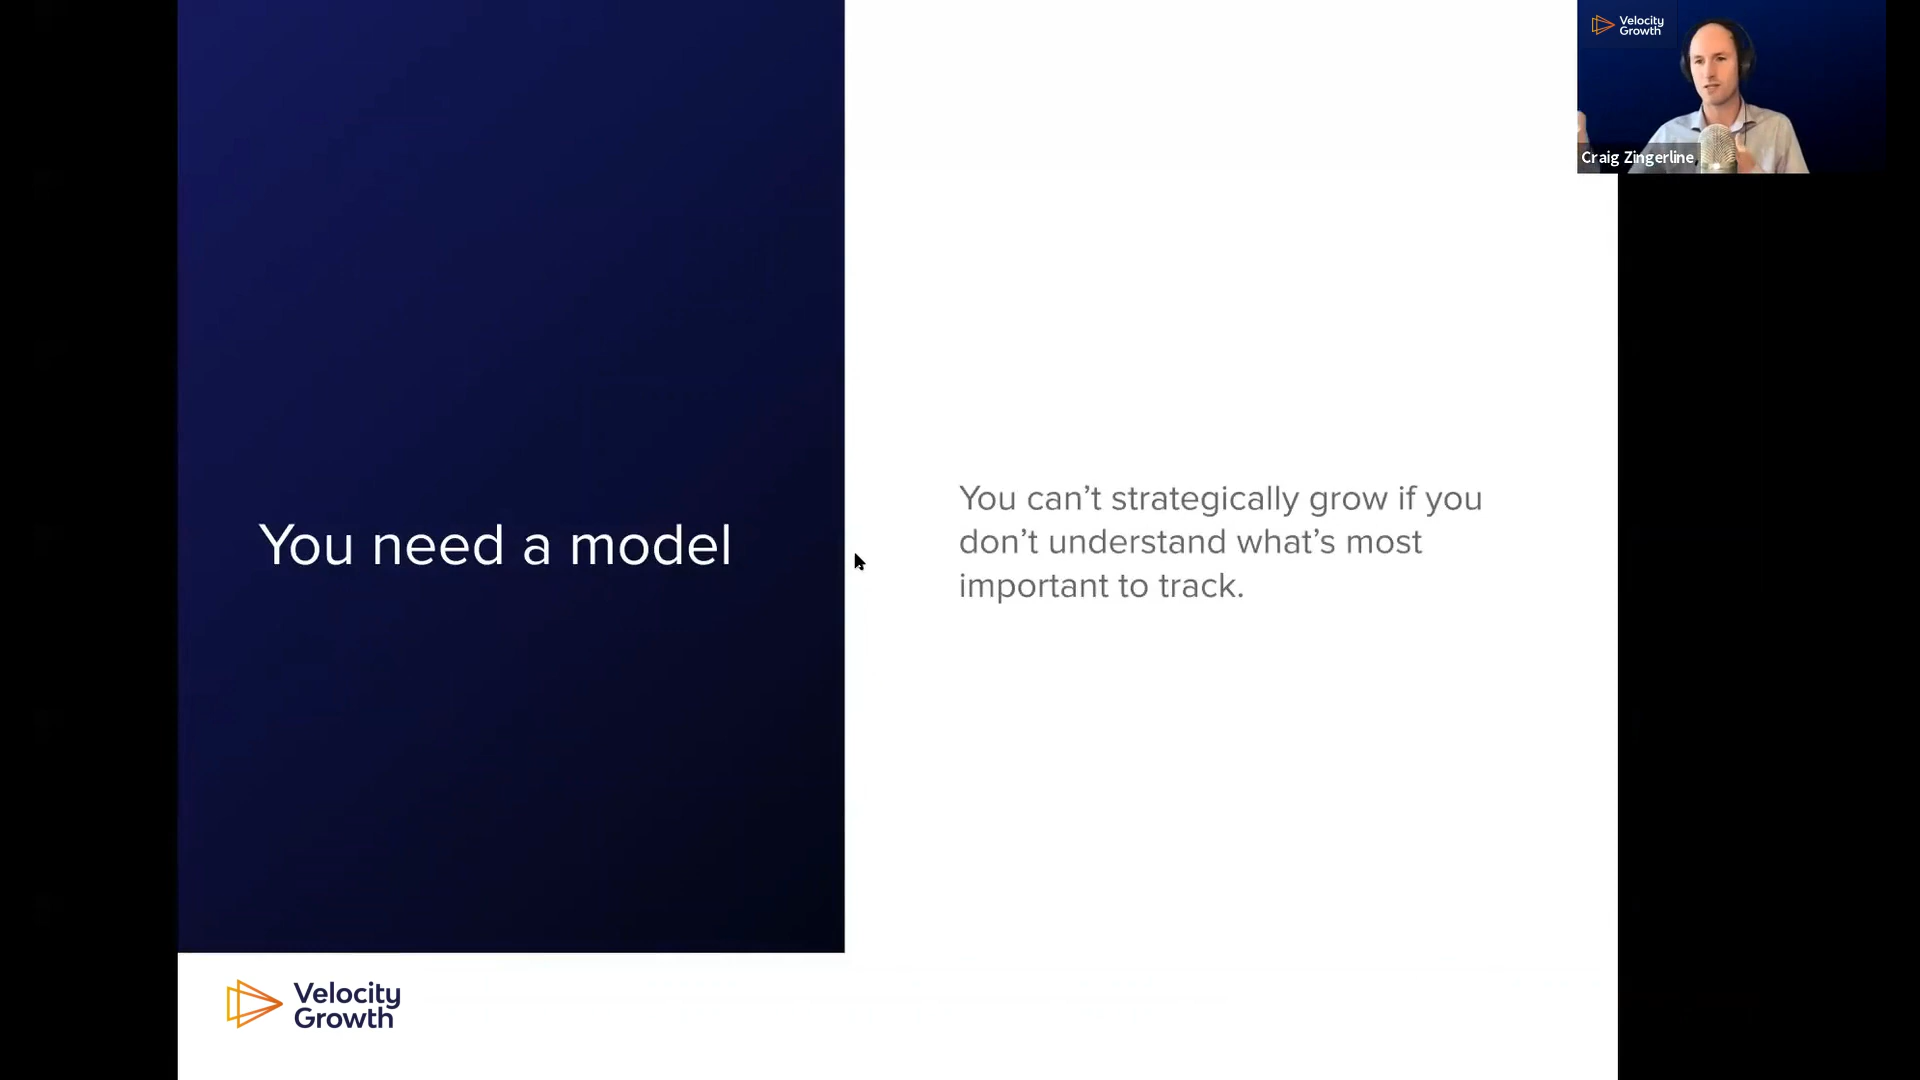 Velocity
Growth
Craig Zingerline
You need a model
You can’t strategically grow if you
don’t understand what’s most
important to track.
Velocity
Growth